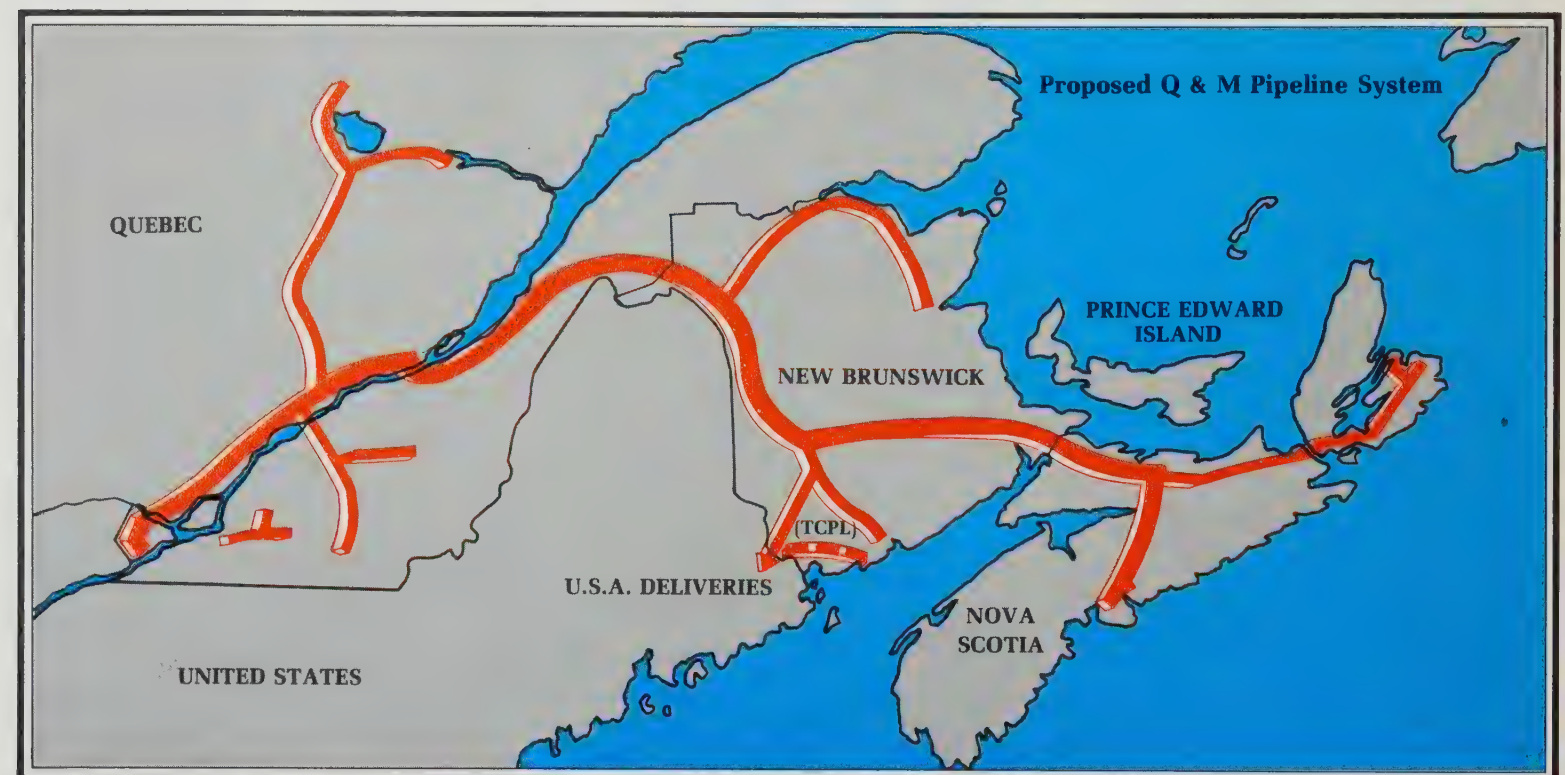 Proposed Q & M Pipeline System
QUEBEC
PRINCE EDWARD
ISLAND
NEW BRUNSWICK
(TCPL)
U.S.A. DELIVERIES
NOVA
SCOTIA
UNITED STATES